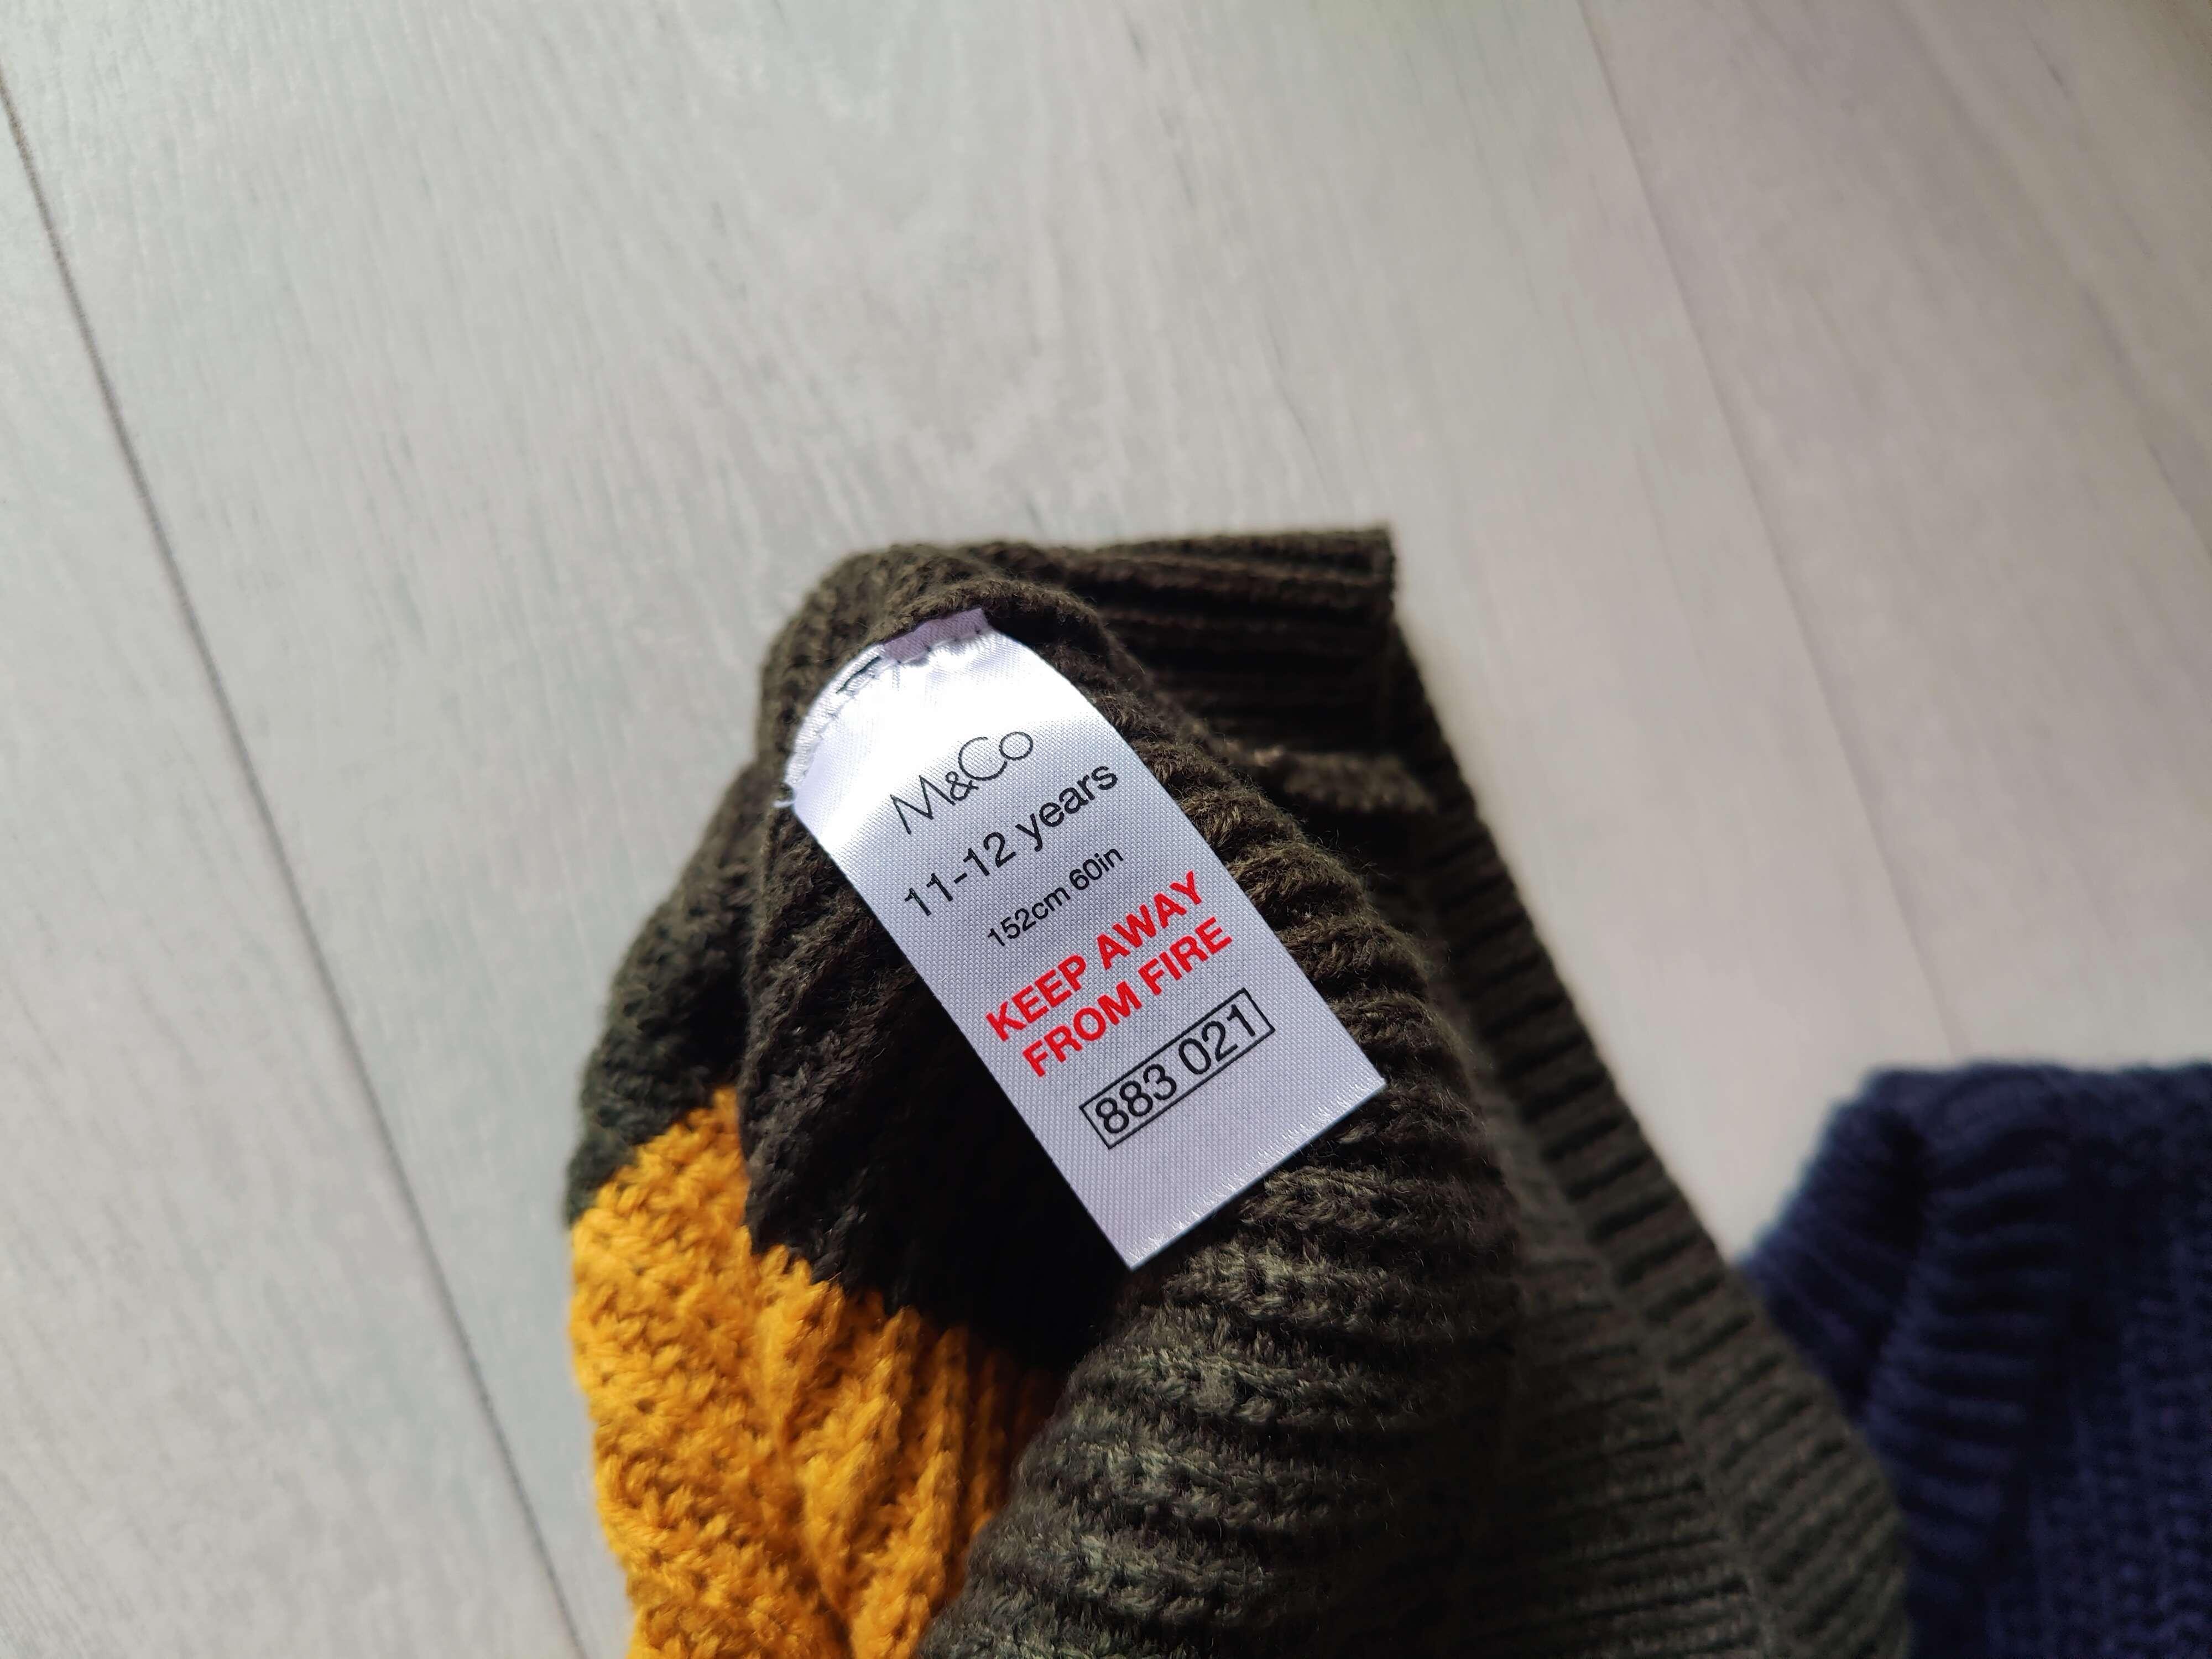 M&Co
11-12 years
152cm 60in
KEEP AWAY
FROM FIRE
883 021